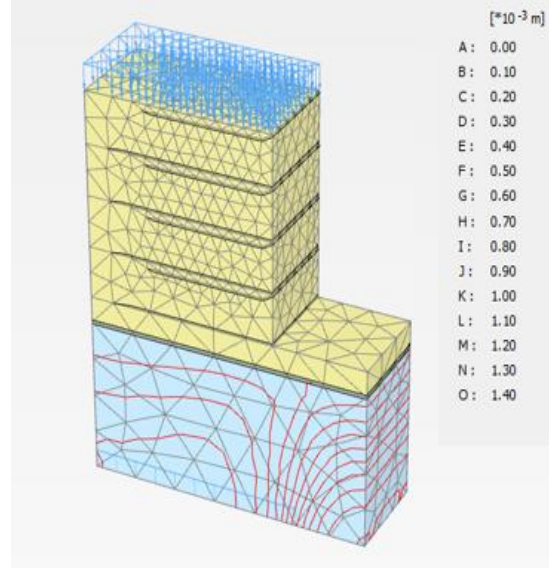 [*10 -3 m]
A : 0.00
B : 0.10
C : 0.20
D : 0.30
E : 0.40
F : 0.50
G : 0.60
H : 0.70
I : 0.80
J : 0.90
K : 1.00
L : 1.10
M : 1.20
N : 1.30
O : 1.40